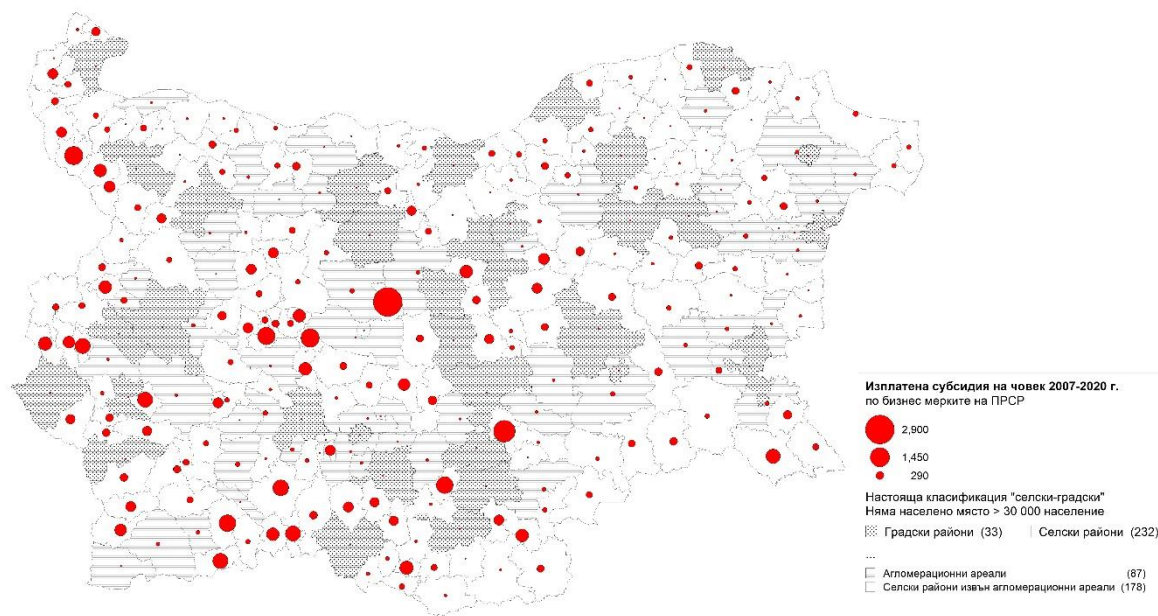 Изплатена субсидия на човек 2007-2020 г.
по бизнес мерките на ПРСР
2,900
1,450
290
Настояща класификация "селски-градски"
Няма населено място > 30 000 население
Градски райони (33) Селски райони (232)
...
Агломерационни ареали (87)
Селски райони извън агломерационни ареали (178)